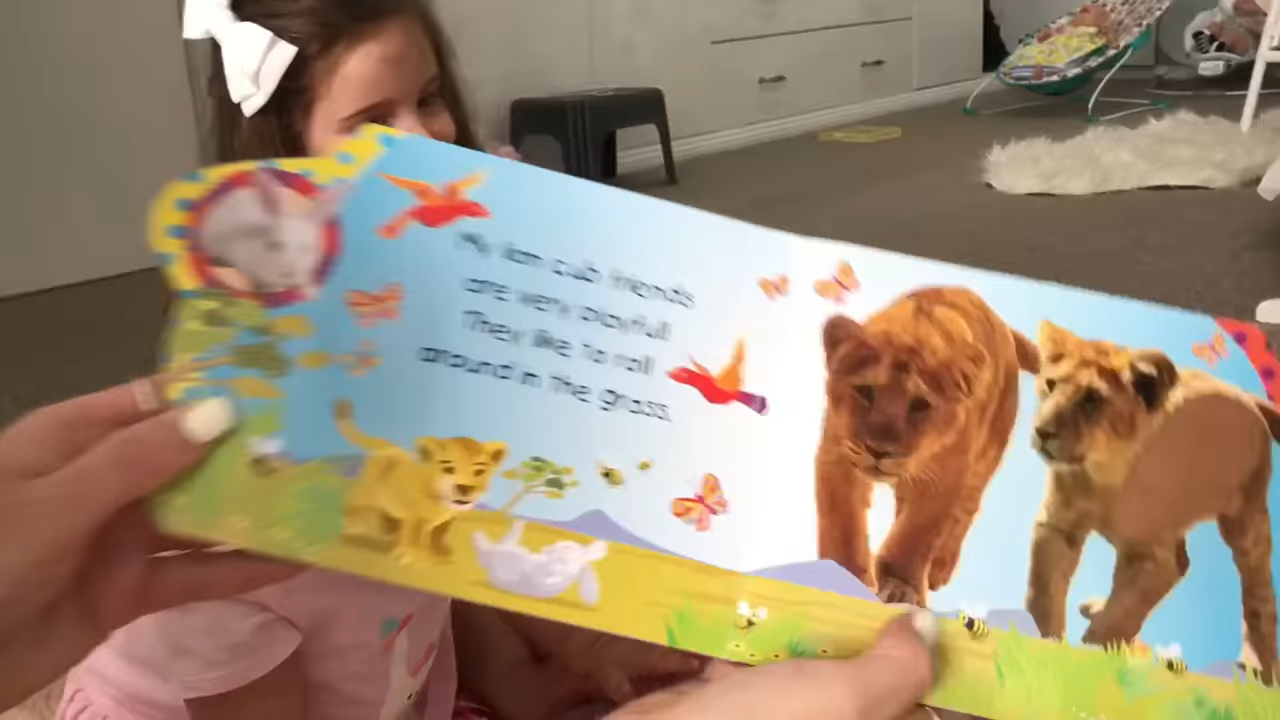 My lion cub friends
are very playful!
They like to roll
around in the grass.